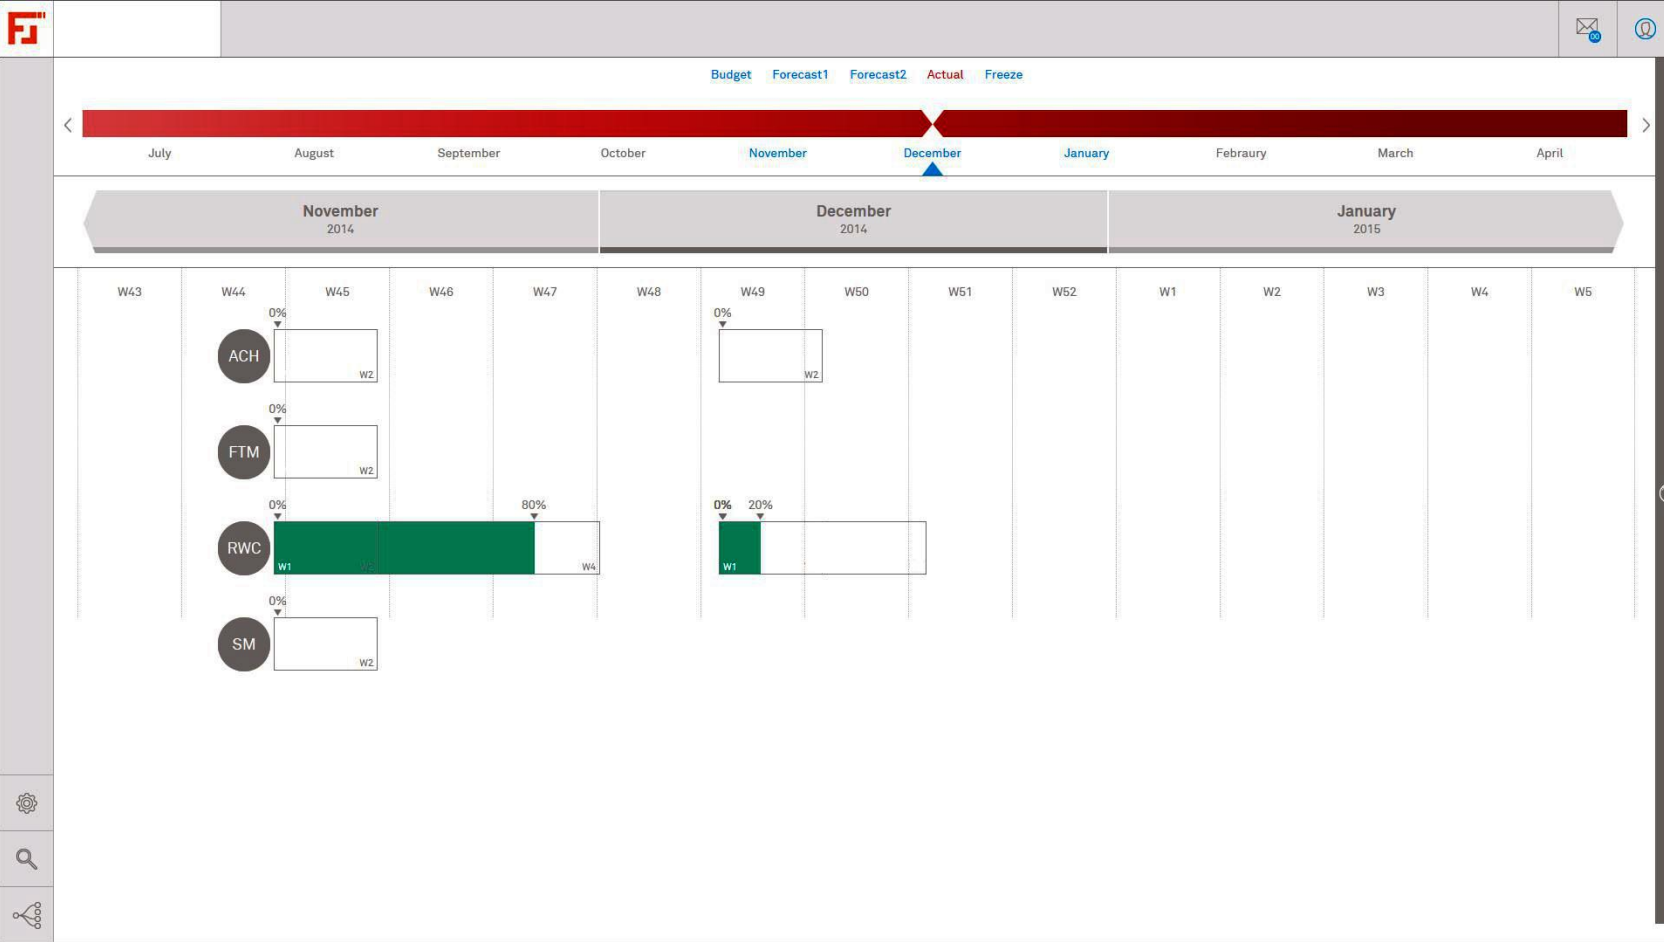 00
Budget Forecast1 Forecast2 Actual Freeze
July August September October November December January Febraury March April
November December January
2014 2014 2015
W43 W44 W45 W46 W47 W48 W49 W50 W51 W52 W1 W2 W3 W4 W5
0% 0%
ACH
W2 W2
0%
FTM
W2
0% 80% 0% 20%
RWC
W1 W4 W1
0%
SM
W2